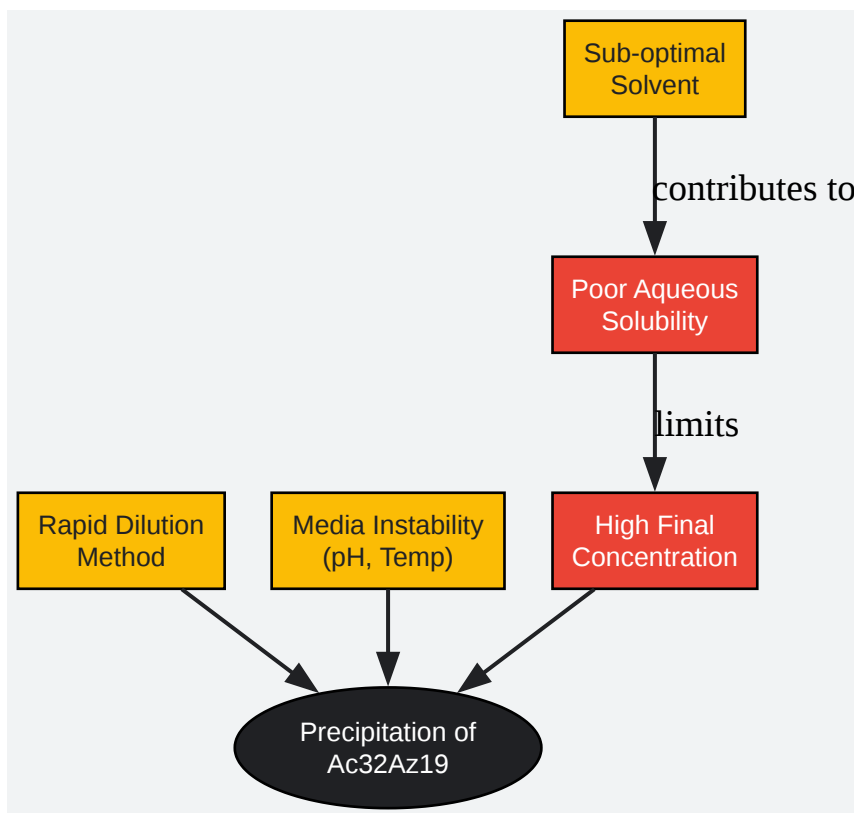 Sub-optimal
Solvent
contributes to
Poor Aqueous
Solubility
limits
Rapid Dilution
Method
Media Instability
(pH, Temp)
High Final
Concentration
Precipitation of
Ac32Az19